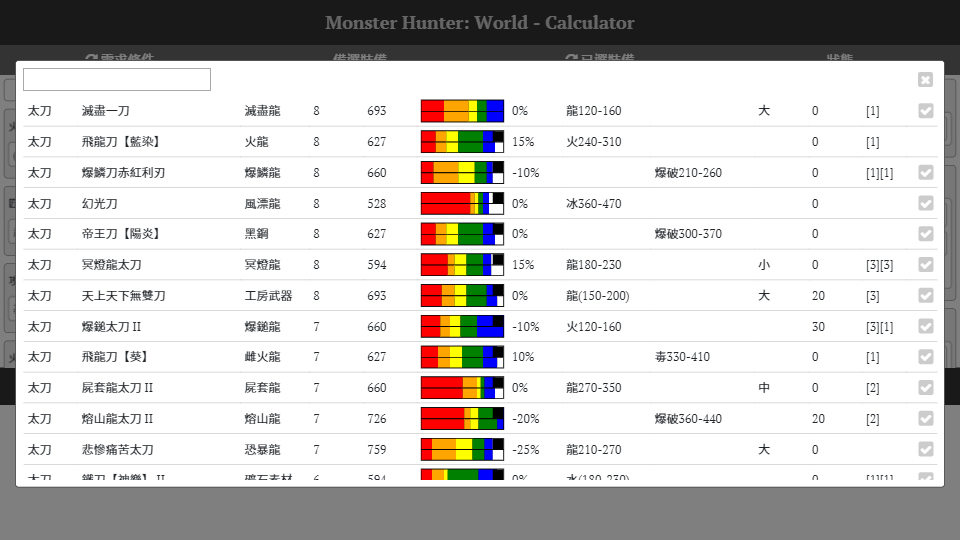 Monster Hunter: World - Calculator
需求條件 備選裝備 已選裝備 狀態
太刀 滅盡一刀 滅盡龍 8 693 0% 龍120-160 大 0 [1]
太刀 飛龍刀【藍染】 火龍 8 627 15% 火240-310 0 [1]
太刀 爆鱗刀赤紅利刃 爆鱗龍 8 660 -10% 爆破210-260 0 [1][1]
太刀 幻光刀 風漂龍 8 528 0% 冰360-470 0
太刀 帝王刀【陽炎】 黑鋼 8 627 0% 爆破300-370 0
太刀 冥燈龍太刀 冥燈龍 8 594 15% 龍180-230 小 0 [3][3]
太刀 天上天下無雙刀 工房武器 8 693 0% 龍(150-200) 大 20 [3]
太刀 爆鎚太刀 II 爆鎚龍 7 660 -10% 火120-160 30 [3][1]
太刀 飛龍刀【葵】 雌火龍 7 627 10% 毒330-410 0 [1]
太刀 屍套龍太刀 II 屍套龍 7 660 0% 龍270-350 中 0 [2]
太刀 熔山龍太刀 II 熔山龍 7 726 -20% 爆破360-440 20 [2]
太刀 悲慘痛苦太刀 恐暴龍 7 759 -25% 龍210-270 大 0
太刀 鐵刀【神樂】 II 礦石素材 6 594 0% 水(180-230) 0 [1][1]